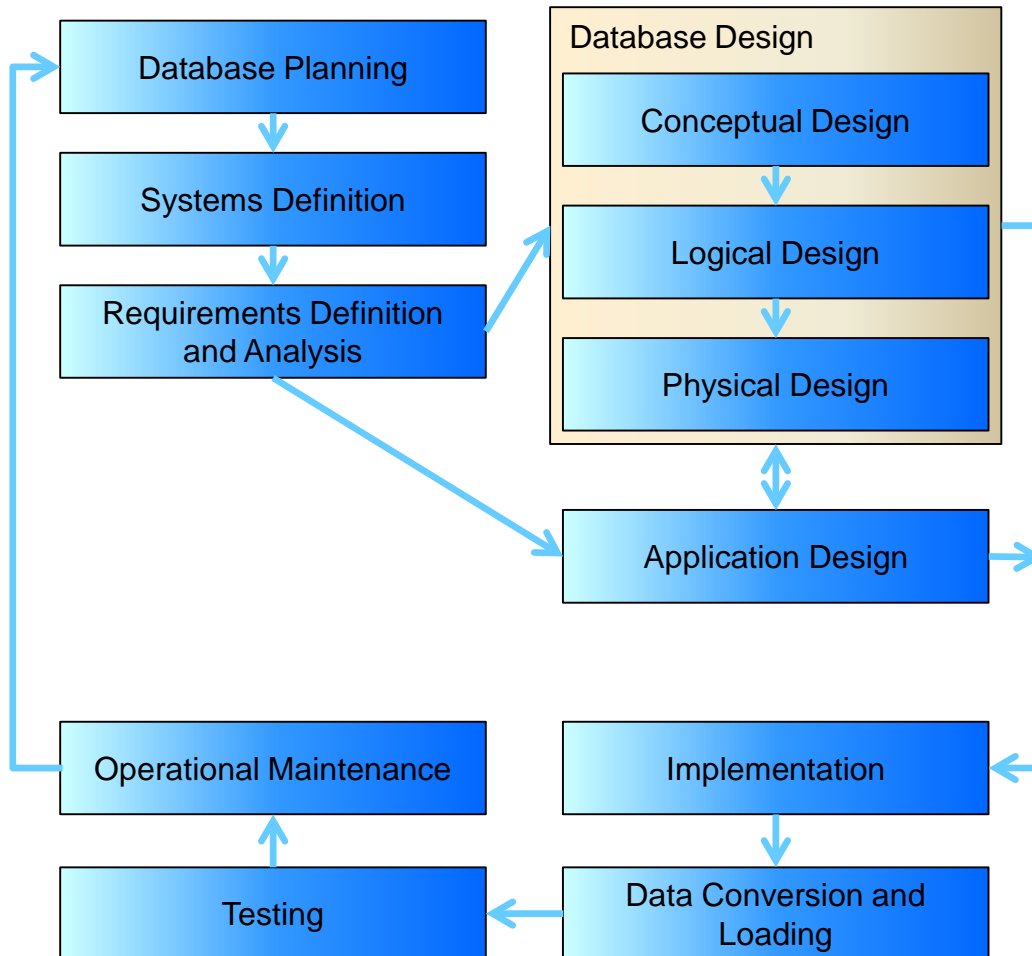 Database Planning
Systems Definition
Requirements Definition
and Analysis
Database Design
Conceptual Design
Logical Design
Physical Design
Application Design
Operational Maintenance
Implementation
Testing
Data Conversion and
Loading